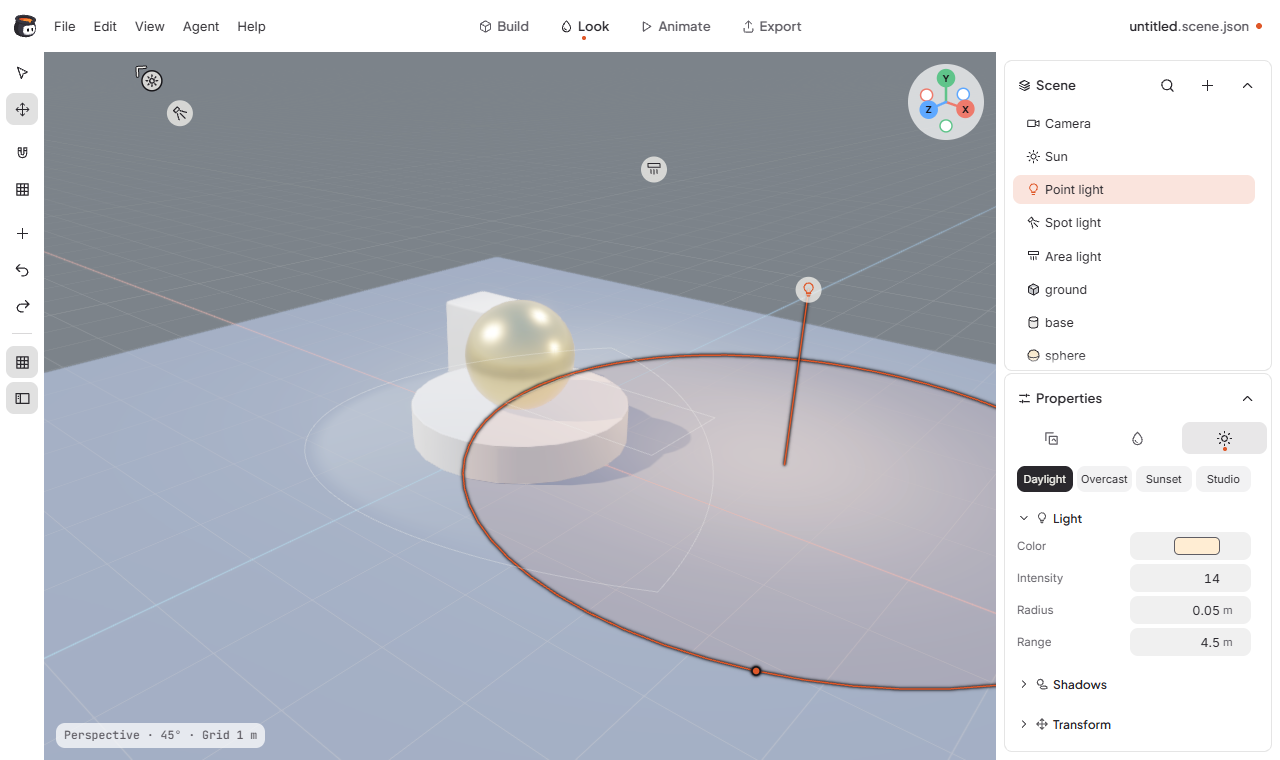 File Edit View Agent Help
Build Look Animate Export
untitled.scene.json
Scene
Camera
Sun
Point light
Spot light
Area light
ground
base
sphere
Y
Z
X
Perspective · 45° · Grid 1 m
Properties
Daylight Overcast Sunset Studio
Light
Color
Intensity 14
Radius 0.05 m
Range 4.5 m
Shadows
Transform